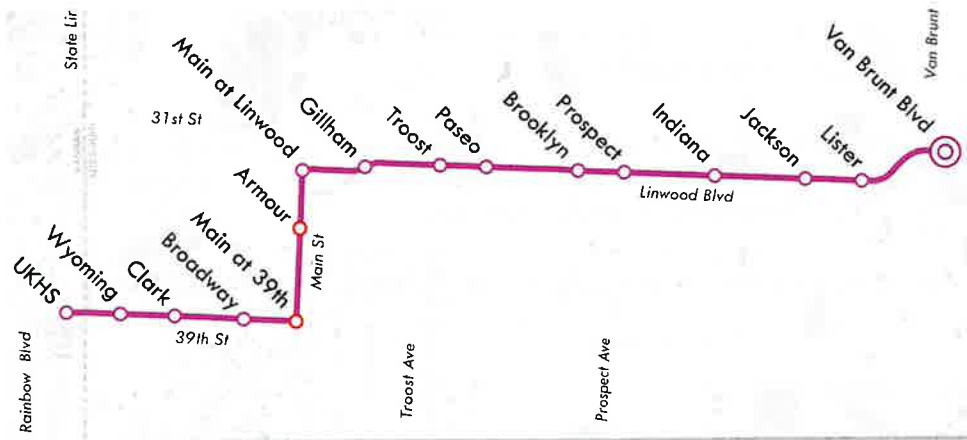 State Lir
Van Brunt
Main at Linwood
Gillham
Troost
Paseo
Brooklyn
Prospect
Indiana
Jackson
Lister
Van Brunt Blvd
31st St
Armour
Linwood Blvd
Main St
Main at 39th
Broadway
Clark
Wyoming
UKHS
39th St
Rainbow Blvd
Troost Ave
Prospect Ave